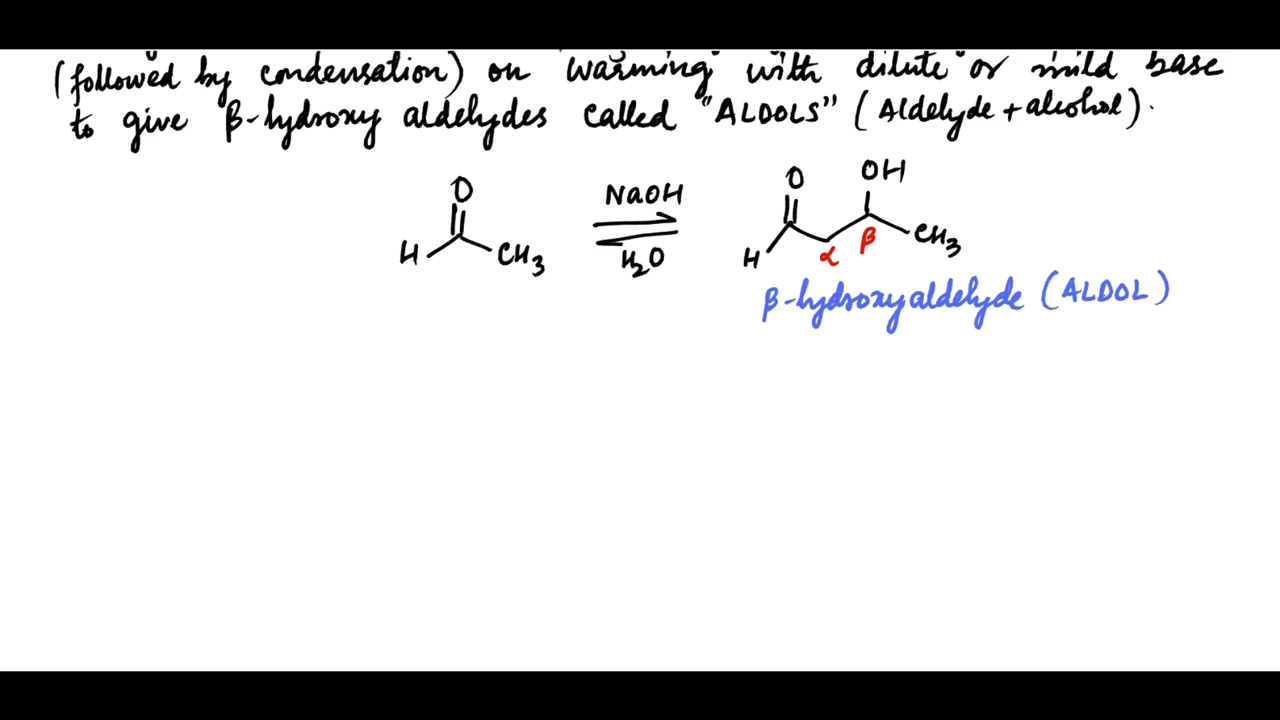 (followed by condensation) on warming with dilute or mild base
to give β-hydroxy aldehydes called "ALDOLS" (Aldehyde + alcohol).
O
H CH3
NaOH
H2O
O OH
H α β CH3
β-hydroxyaldehyde (ALDOL)